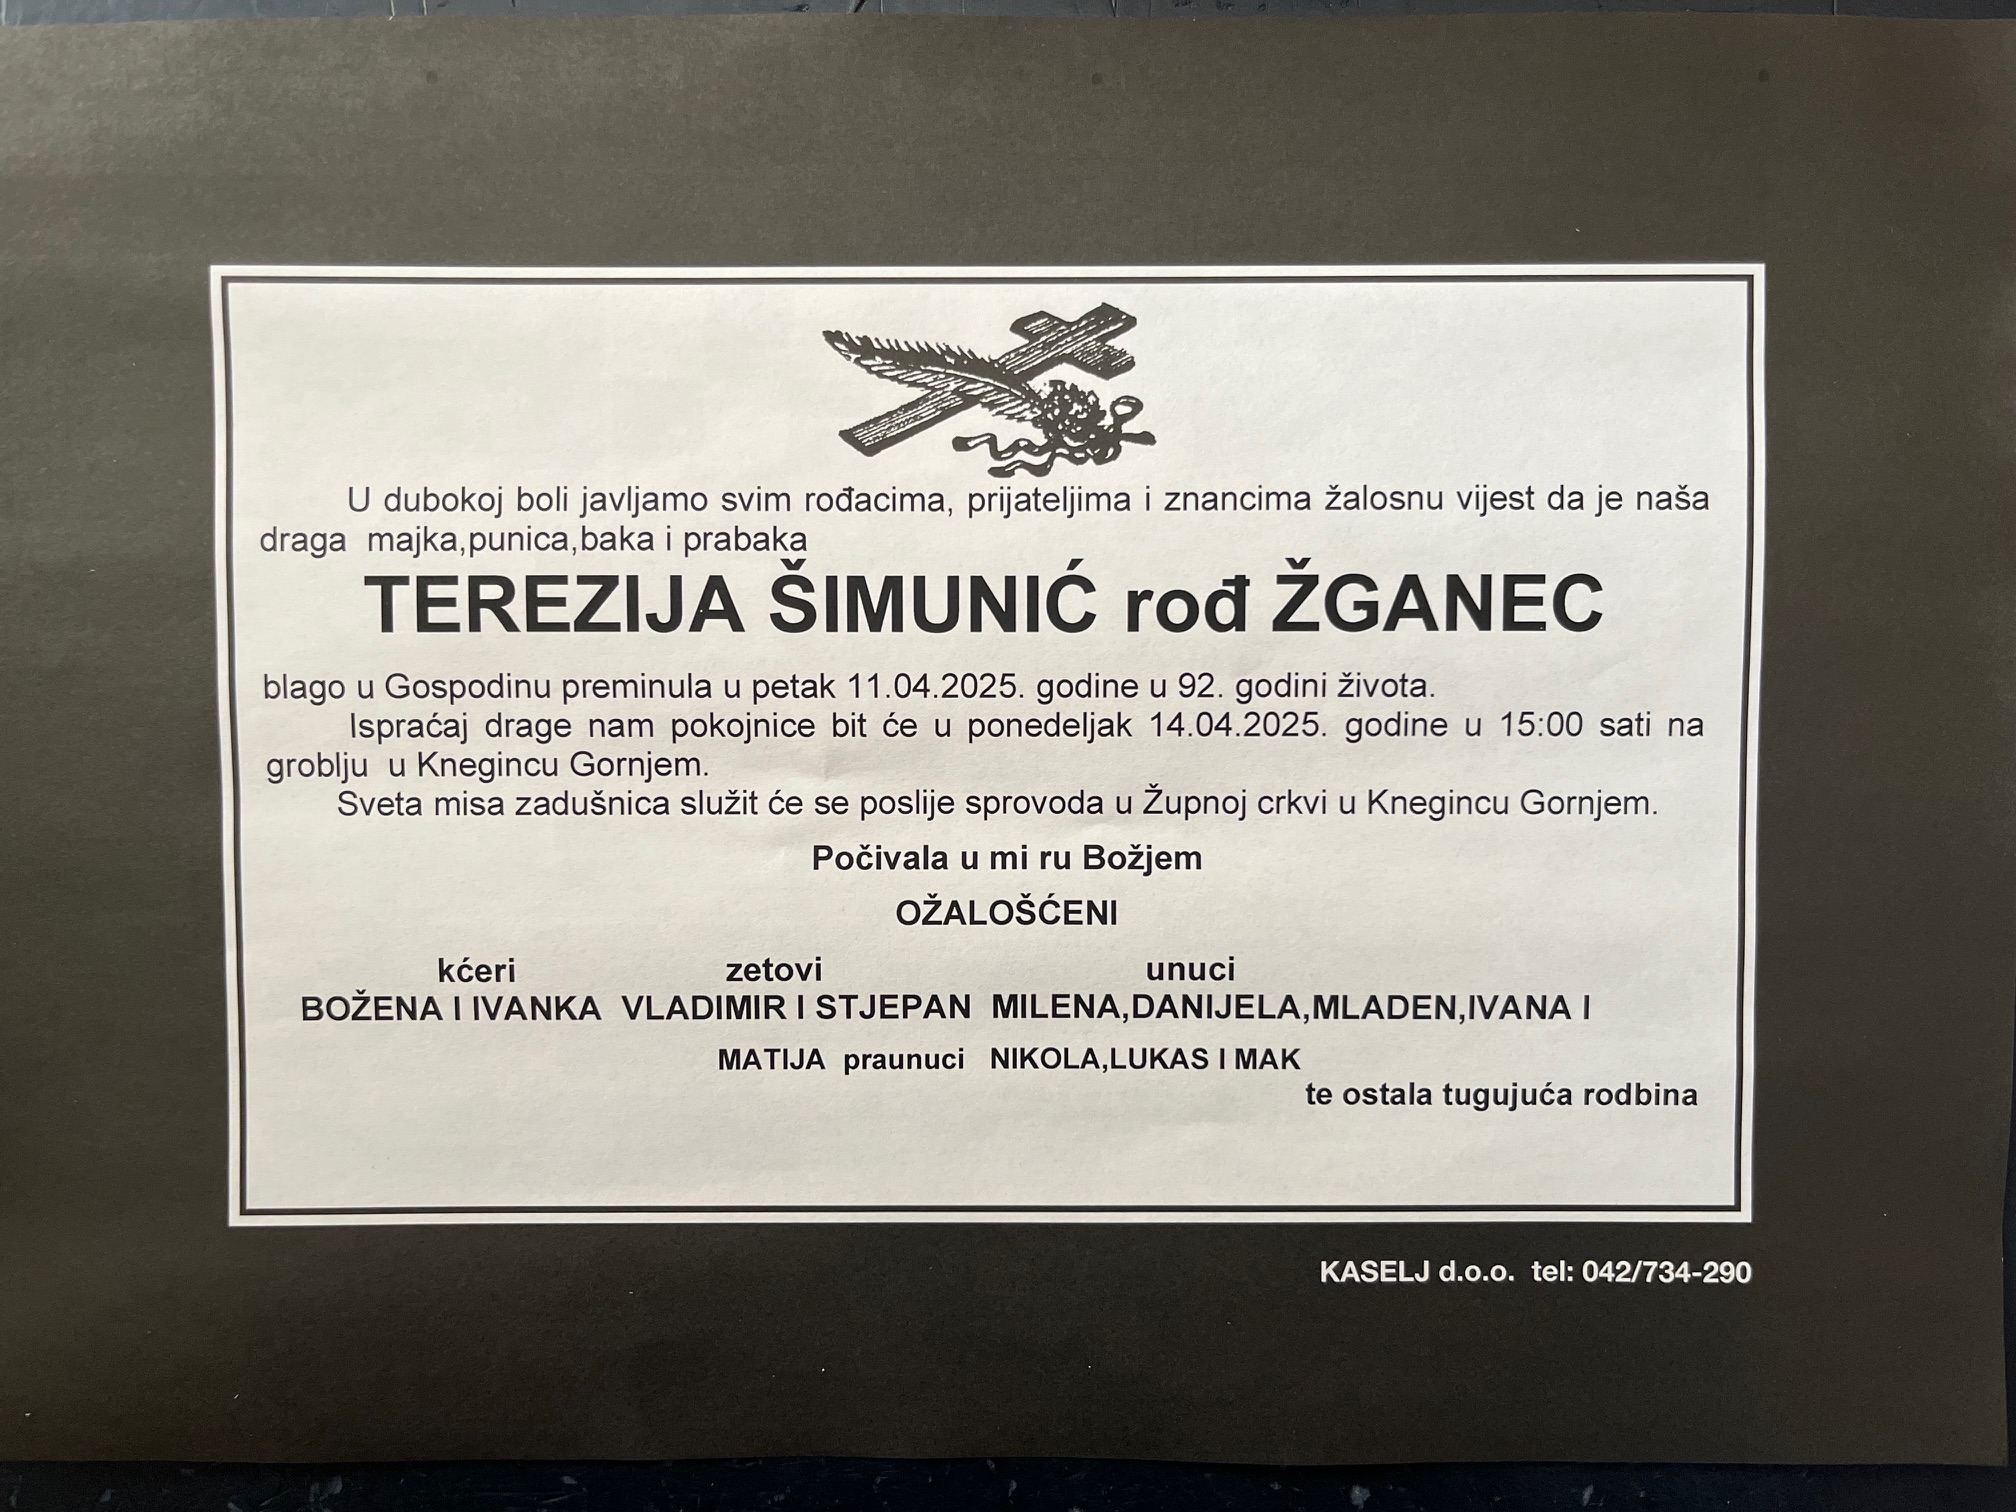 U dubokoj boli javljamo svim rođacima, prijateljima i znancima žalosnu vijest da je naša
draga majka,punica,baka i prabaka
TEREZIJA ŠIMUNIĆ rođ ŽGANEC
blago u Gospodinu preminula u petak 11.04.2025. godine u 92. godini života.
Ispraćaj drage nam pokojnice bit će u ponedeljak 14.04.2025. godine u 15:00 sati na
groblju u Knegincu Gornjem.
Sveta misa zadušnica služit će se poslije sprovoda u Župnoj crkvi u Knegincu Gornjem.
Počivala u mi ru Božjem
OŽALOŠĆENI
kćeri zetovi unuci
BOŽENA I IVANKA VLADIMIR I STJEPAN MILENA,DANIJELA,MLADEN,IVANA I
MATIJA praunuci NIKOLA,LUKAS I MAK
te ostala tugujuća rodbina
KASELJ d.o.o. tel: 042/734-290